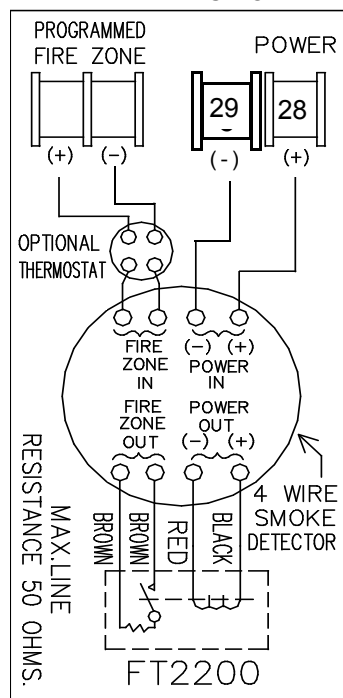 PROGRAMMED
FIRE ZONE
POWER
29
-
28
(+) (-)
(-) (+)
OPTIONAL
THERMOSTAT
FIRE
ZONE
IN
(-) (+)
POWER
IN
FIRE
ZONE
OUT
POWER
OUT
(-) (+)
4 WIRE
SMOKE
DETECTOR
BROWN
BROWN
RED
BLACK
MAX.LINE
RESISTANCE 50 OHMS.
FT2200